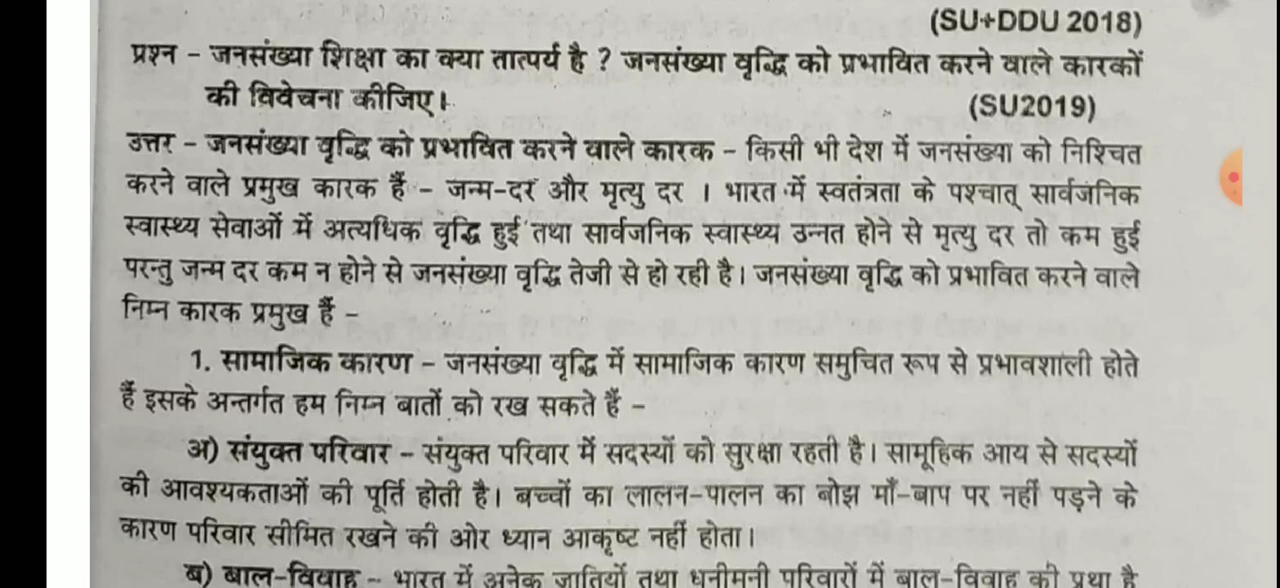 (SU+DDU 2018)
प्रश्न – जनसंख्या शिक्षा का क्या तात्पर्य है ? जनसंख्या वृद्धि को प्रभावित करने वाले कारकों
की विवेचना कीजिए।
(SU2019)
उत्तर – जनसंख्या वृद्धि को प्रभावित करने वाले कारक – किसी भी देश में जनसंख्या को निश्चित
करने वाले प्रमुख कारक हैं – जन्म-दर और मृत्यु दर । भारत में स्वतंत्रता के पश्चात् सार्वजनिक
स्वास्थ्य सेवाओं में अत्यधिक वृद्धि हुई तथा सार्वजनिक स्वास्थ्य उन्नत होने से मृत्यु दर तो कम हुई
परन्तु जन्म दर कम न होने से जनसंख्या वृद्धि तेजी से हो रही है। जनसंख्या वृद्धि को प्रभावित करने वाले
निम्न कारक प्रमुख हैं –
1. सामाजिक कारण – जनसंख्या वृद्धि में सामाजिक कारण समुचित रूप से प्रभावशाली होते
हैं इसके अन्तर्गत हम निम्न बातों को रख सकते हैं –
अ) संयुक्त परिवार – संयुक्त परिवार में सदस्यों को सुरक्षा रहती है। सामूहिक आय से सदस्यों
की आवश्यकताओं की पूर्ति होती है। बच्चों का लालन-पालन का बोझ माँ-बाप पर नहीं पड़ने के
कारण परिवार सीमित रखने की ओर ध्यान आकृष्ट नहीं होता।
ब) बाल-विवाह – भारत में अनेक जातियों तथा धनीमनी परिवारों में बाल-विवाह की प्रथा है